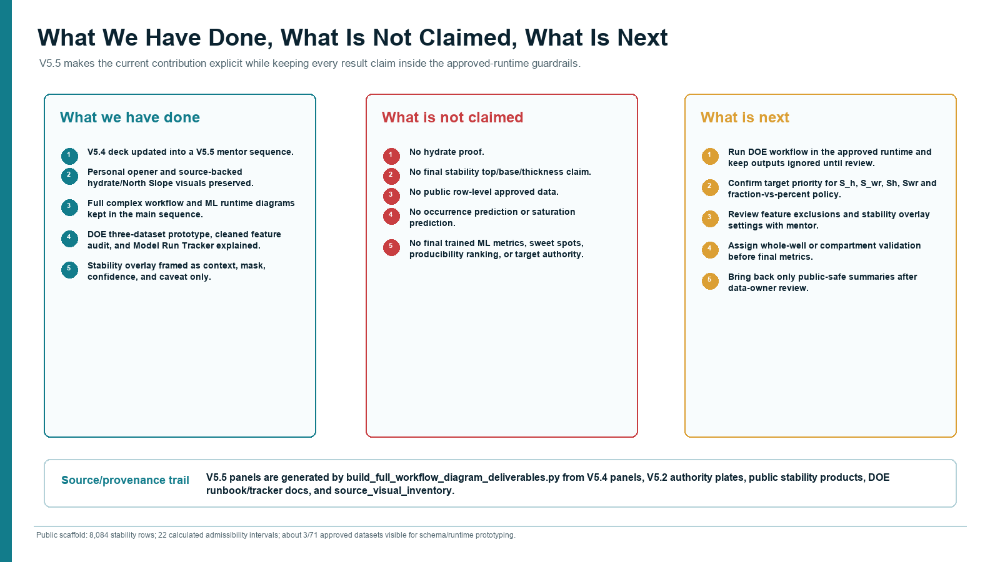 What We Have Done, What Is Not Claimed, What Is Next
V5.5 makes the current contribution explicit while keeping every result claim inside the approved-runtime guardrails.
What we have done
1 V5.4 deck updated into a V5.5 mentor sequence.
2 Personal opener and source-backed
hydrate/North Slope visuals preserved.
3 Full complex workflow and ML runtime diagrams
kept in the main sequence.
4 DOE three-dataset prototype, cleaned feature
audit, and Model Run Tracker explained.
5 Stability overlay framed as context, mask,
confidence, and caveat only.
What is not claimed
1 No hydrate proof.
2 No final stability top/base/thickness claim.
3 No public row-level approved data.
4 No occurrence prediction or saturation
prediction.
5 No final trained ML metrics, sweet spots,
producibility ranking, or target authority.
What is next
1 Run DOE workflow in the approved runtime and
keep outputs ignored until review.
2 Confirm target priority for S_h, S_wr, Sh, Swr and
fraction-vs-percent policy.
3 Review feature exclusions and stability overlay
settings with mentor.
4 Assign whole-well or compartment validation
before final metrics.
5 Bring back only public-safe summaries after
data-owner review.
Source/provenance trail
V5.5 panels are generated by build_full_workflow_diagram_deliverables.py from V5.4 panels, V5.2 authority plates, public stability products, DOE
runbook/tracker docs, and source_visual_inventory.
Public scaffold: 8,084 stability rows; 22 calculated admissibility intervals; about 3/71 approved datasets visible for schema/runtime prototyping.